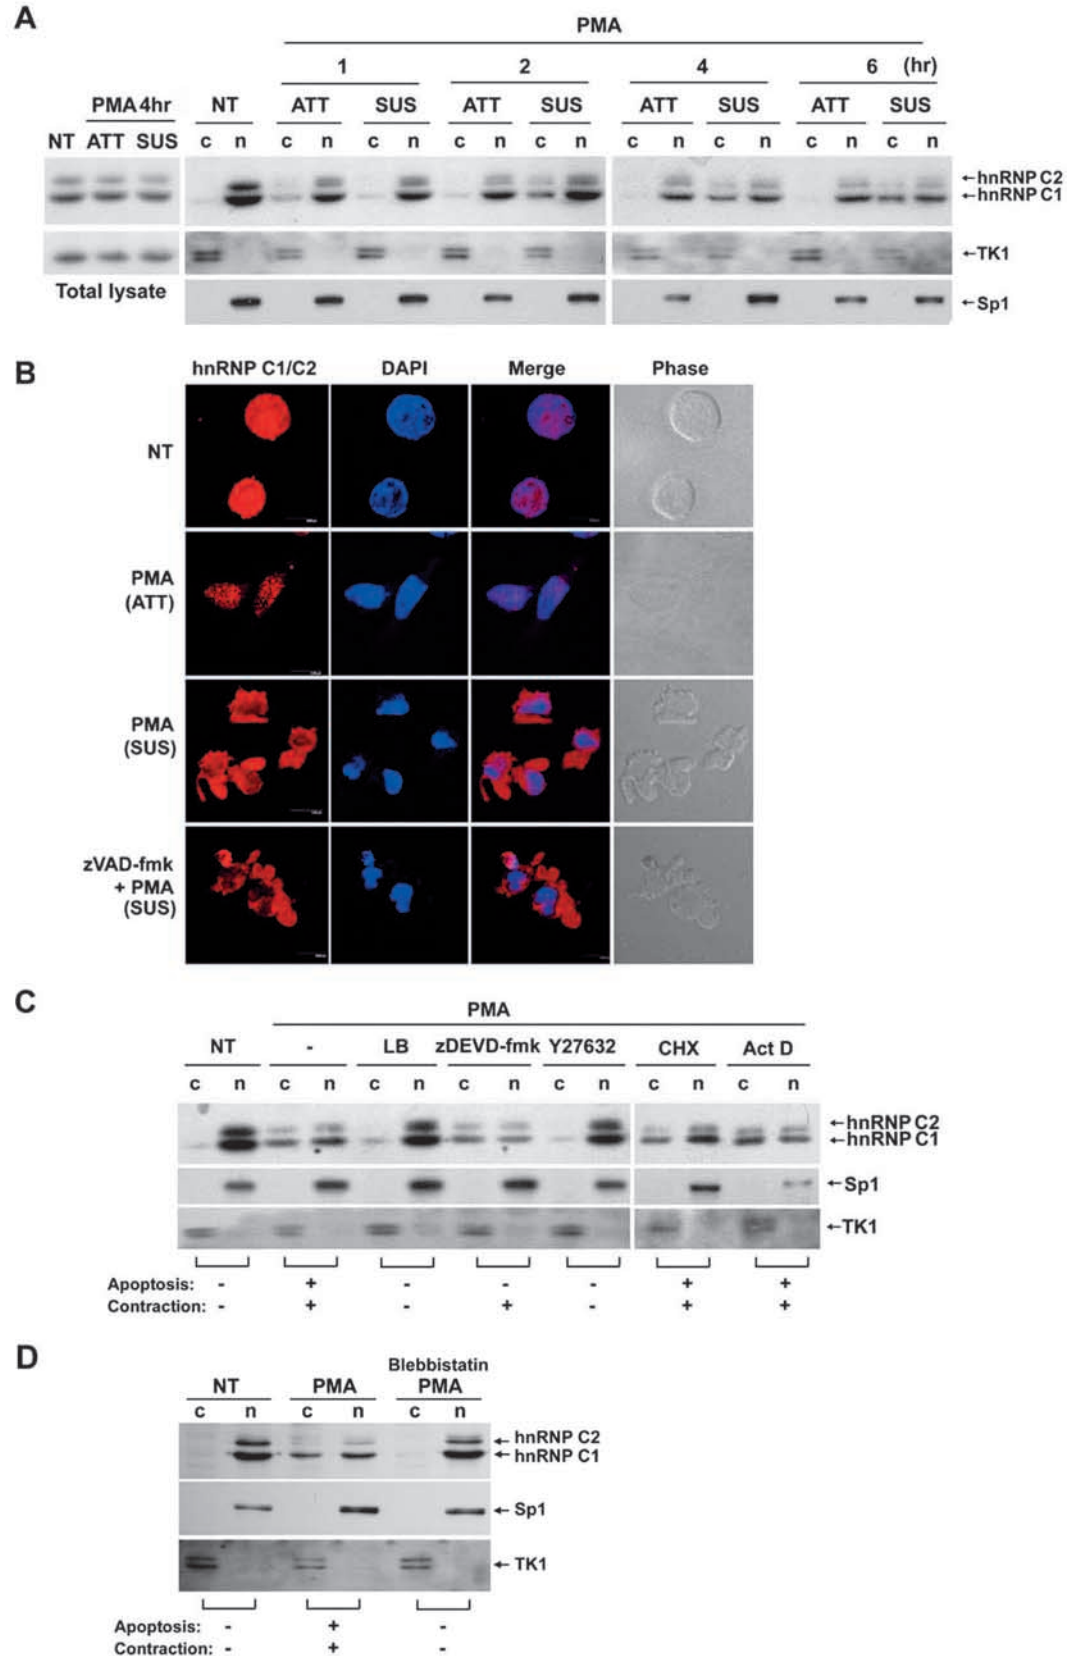 A
PMA
1 2 4 6 (hr)
PMA 4hr NT ATT SUS ATT SUS ATT SUS ATT SUS
NT ATT SUS c n c n c n c n c n c n c n c n c n
←hnRNP C2
←hnRNP C1
←TK1
Total lysate
←Sp1
B
hnRNP C1/C2 DAPI Merge Phase
NT
PMA
(ATT)
PMA
(SUS)
zVAD-fmk
+ PMA
(SUS)
C
PMA
NT - LB zDEVD-fmk Y27632 CHX Act D
c n c n c n c n c n c n c n
←hnRNP C2
←hnRNP C1
←Sp1
←TK1
Apoptosis: - + - - - + +
Contraction: - + - + - + +
D
Blebbistatin
NT PMA PMA
c n c n c n
← hnRNP C2
← hnRNP C1
← Sp1
← TK1
Apoptosis: - + -
Contraction: - + -